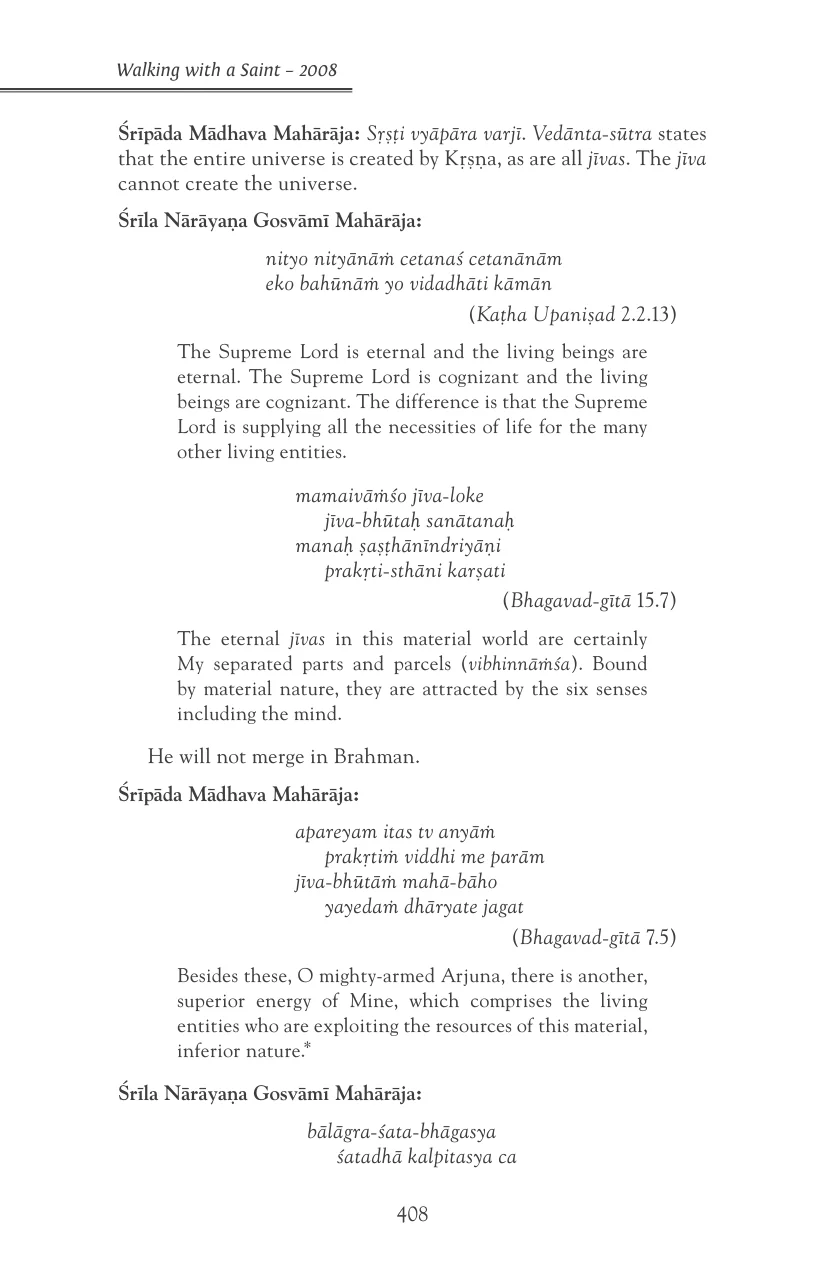 Walking with a Saint – 2008
Śrīpāda Mādhava Mahārāja: Sṛṣṭi vyāpāra varjī. Vedānta-sūtra states
that the entire universe is created by Kṛṣṇa, as are all jīvas. The jīva
cannot create the universe.
Śrīla Nārāyaṇa Gosvāmī Mahārāja:
nityo nityānāṁ cetanaś cetanānām
eko bahūnāṁ yo vidadhāti kāmān
(Kaṭha Upaniṣad 2.2.13)
The Supreme Lord is eternal and the living beings are
eternal. The Supreme Lord is cognizant and the living
beings are cognizant. The difference is that the Supreme
Lord is supplying all the necessities of life for the many
other living entities.
mamaivāṁśo jīva-loke
jīva-bhūtaḥ sanātanaḥ
manaḥ ṣaṣṭhānīndriyāṇi
prakṛti-sthāni karṣati
(Bhagavad-gītā 15.7)
The eternal jīvas in this material world are certainly
My separated parts and parcels (vibhinnāṁśa). Bound
by material nature, they are attracted by the six senses
including the mind.
He will not merge in Brahman.
Śrīpāda Mādhava Mahārāja:
apareyam itas tv anyāṁ
prakṛtiṁ viddhi me parām
jīva-bhūtāṁ mahā-bāho
yayedaṁ dhāryate jagat
(Bhagavad-gītā 7.5)
Besides these, O mighty-armed Arjuna, there is another,
superior energy of Mine, which comprises the living
entities who are exploiting the resources of this material,
inferior nature.*
Śrīla Nārāyaṇa Gosvāmī Mahārāja:
bālāgra-śata-bhāgasya
śatadhā kalpitasya ca
408